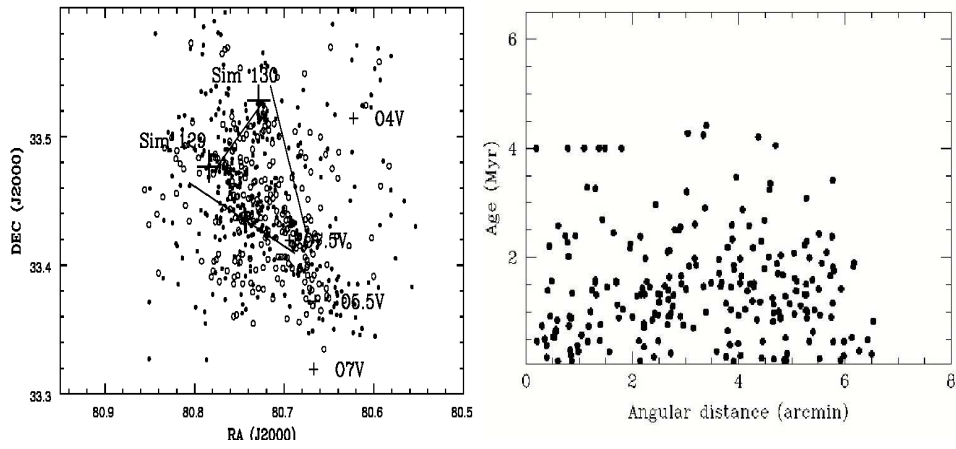 Sim 130
O4V
33.5
Sim 129
DEC (J2000)
O7.5V
33.4
O6.5V
O7V
33.3
80.9 80.8 80.7 80.6 80.5
RA (J2000)
6
4
2
Age (Myr)
0 2 4 6 8
Angular distance (arcmin)